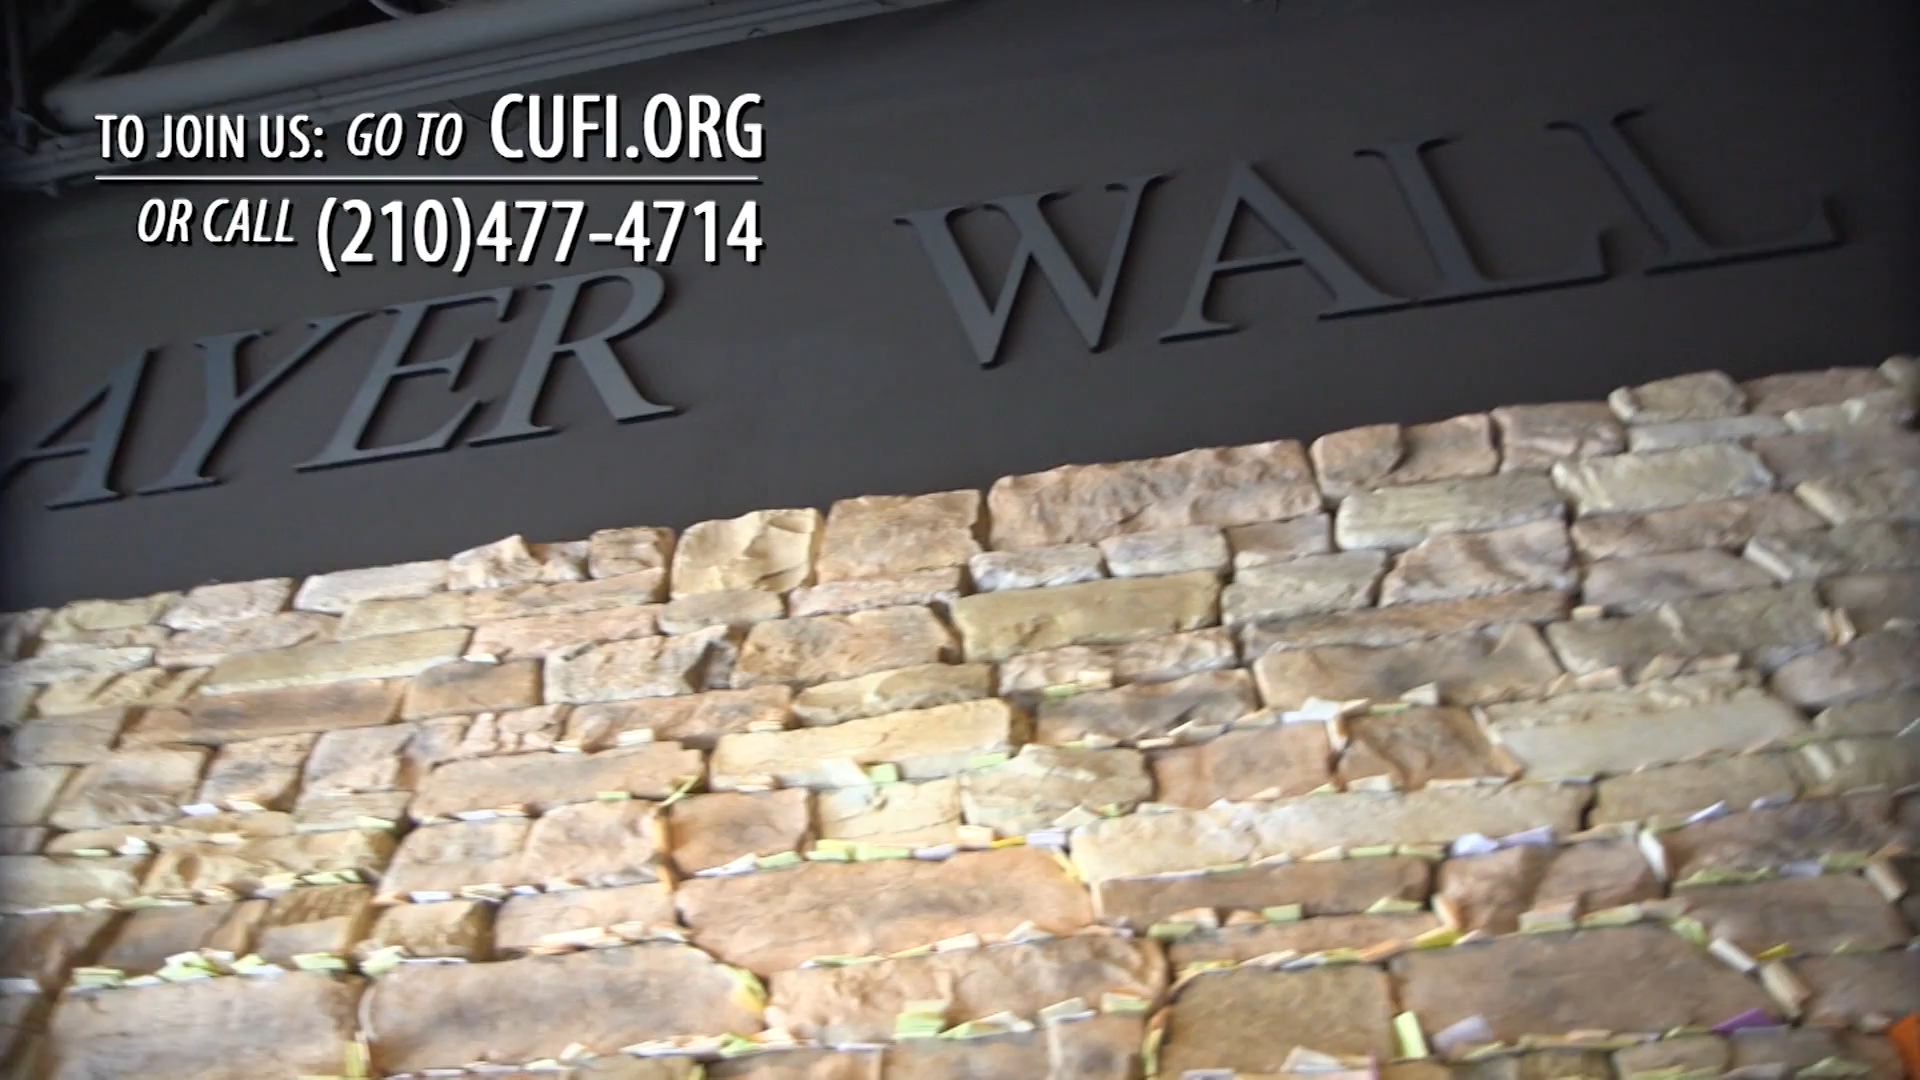 TO JOIN US: GO TO CUFI.ORG
OR CALL (210)477-4714
AYER WALL